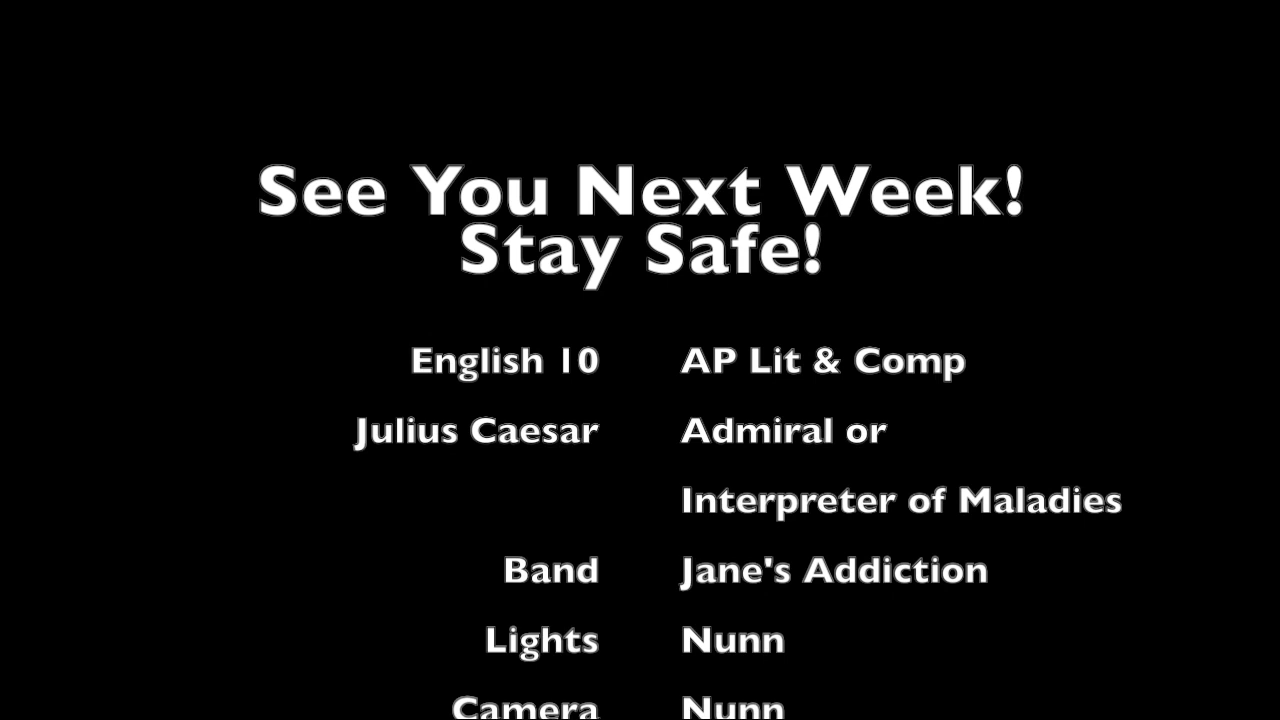 See You Next Week!
Stay Safe!
English 10 AP Lit & Comp
Julius Caesar Admiral or
Interpreter of Maladies
Band Jane's Addiction
Lights Nunn
Camera Nunn